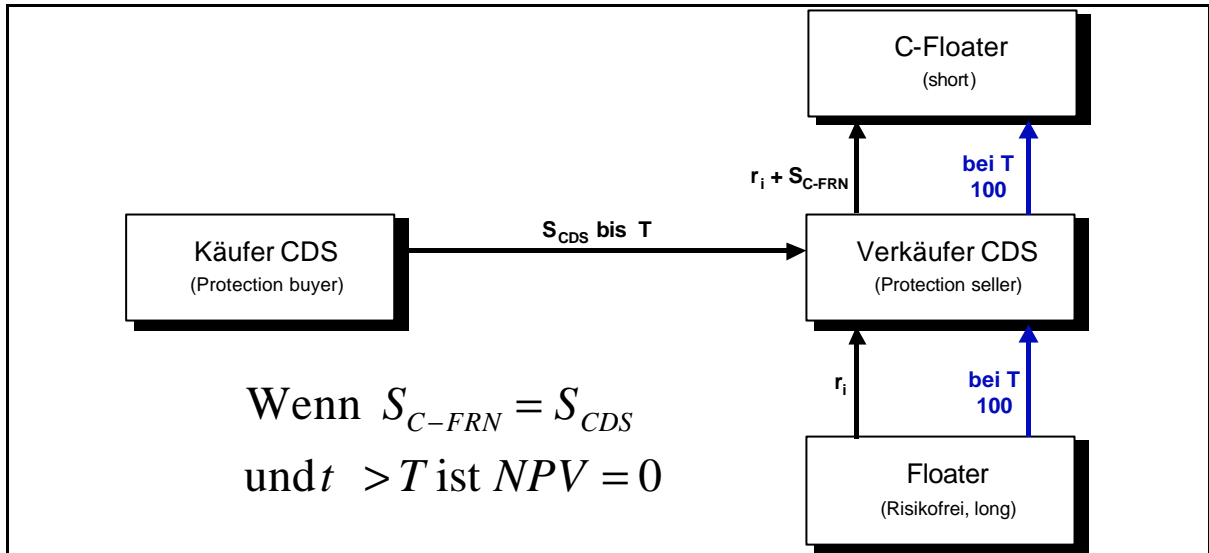 C-Floater
(short)
r_i + S_C-FRN
bei T
100
S_CDS bis T
Käufer CDS
(Protection buyer)
Verkäufer CDS
(Protection seller)
r_i
bei T
100
Wenn S_C−FRN = S_CDS
und t > T ist NPV = 0
Floater
(Risikofrei, long)